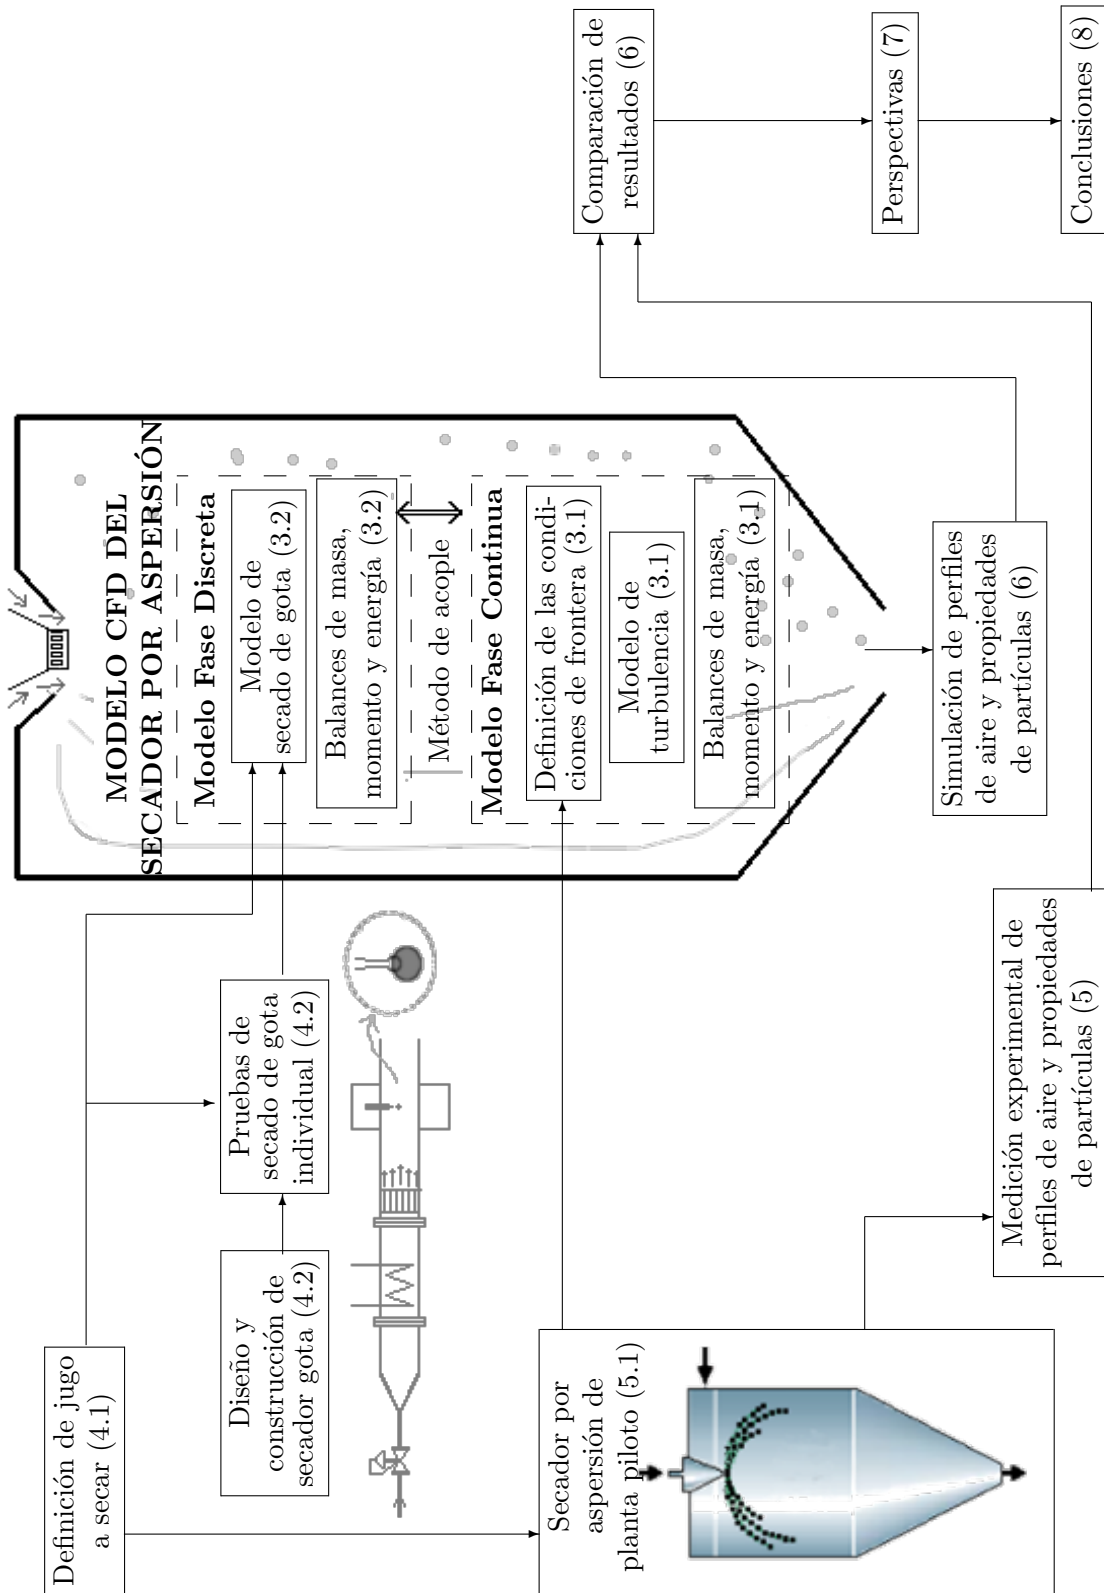 Definición de jugo
a secar (4.1)
Diseño y
construcción de
secador gota (4.2)
Pruebas de
secado de gota
individual (4.2)
Secador por
aspersión de
planta piloto (5.1)
MODELO CFD DEL
SECADOR POR ASPERSIÓN
Modelo Fase Discreta
Modelo de
secado de gota (3.2)
Balances de masa,
momento y energía (3.2)
Método de acople
Modelo Fase Continua
Definición de las condi-
ciones de frontera (3.1)
Modelo de
turbulencia (3.1)
Balances de masa,
momento y energía (3.1)
Simulación de perfiles
de aire y propiedades
de partículas (6)
Medición experimental de
perfiles de aire y propiedades
de partículas (5)
Comparación de
resultados (6)
Perspectivas (7)
Conclusiones (8)